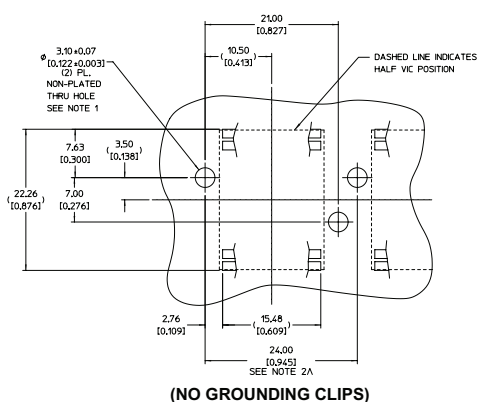 21.00
[0.827]
ø 3.10±0.07
[0.122±0.003]
(2) PL.
NON-PLATED
THRU HOLE
SEE NOTE 1
(10.50
[0.413])
DASHED LINE INDICATES
HALF VIC POSITION
7.63
[0.300]
(3.50
[0.138])
(22.26
[0.876])
7.00
[0.276]
2.76
[0.109]
(15.48
[0.609])
24.00
[0.945]
SEE NOTE 2A
(NO GROUNDING CLIPS)